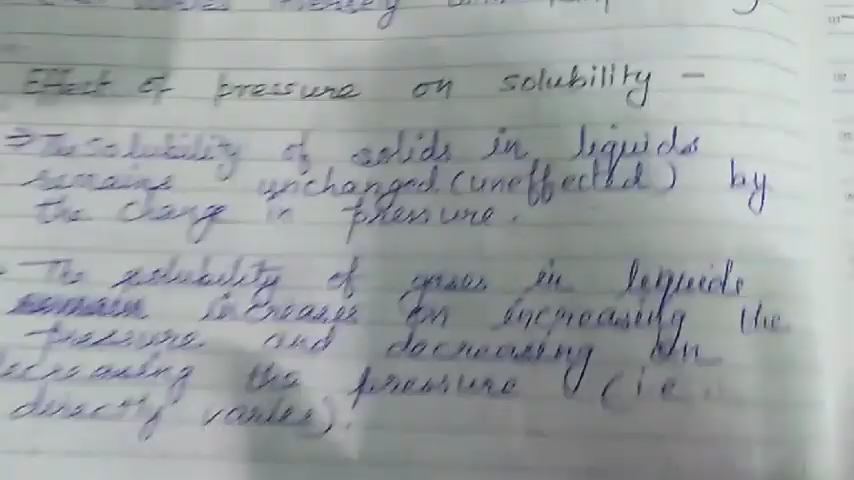 Effect of pressure on solubility -
⇒ The solubility of solids in liquids
remains unchanged (uneffected) by
the change in pressure.
- The solubility of gases in liquids
increases on increasing the
pressure and decreasing on
decreasing the pressure (i.e.
directly varies).